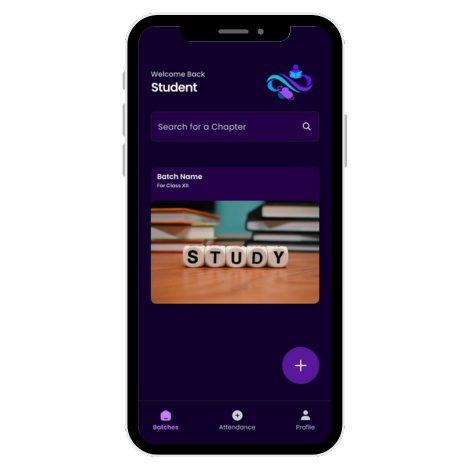 Welcome Back
Student
Search for a Chapter
Batch Name
For Class XII
STUDY
Batches
Attendance
Profile